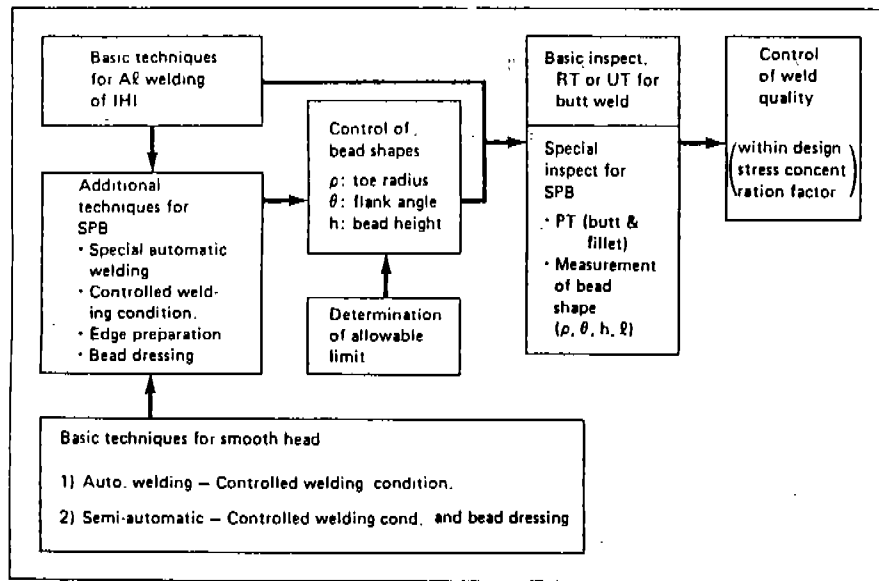 Basic techniques
for Aℓ welding
of IHI
Additional
techniques for
SPB
• Special automatic
welding
• Controlled weld-
ing condition.
• Edge preparation
• Bead dressing
Basic techniques for smooth head
1) Auto. welding – Controlled welding condition.
2) Semi-automatic – Controlled welding cond. and bead dressing
Control of
bead shapes
ρ: toe radius
θ: flank angle
h: bead height
Determination
of allowable
limit
Basic inspect.
RT or UT for
butt weld
Special
inspect for
SPB
• PT (butt &
fillet)
• Measurement
of bead
shape
(ρ, θ, h, ℓ)
Control
of weld
quality
(within design
stress concent
ration factor)